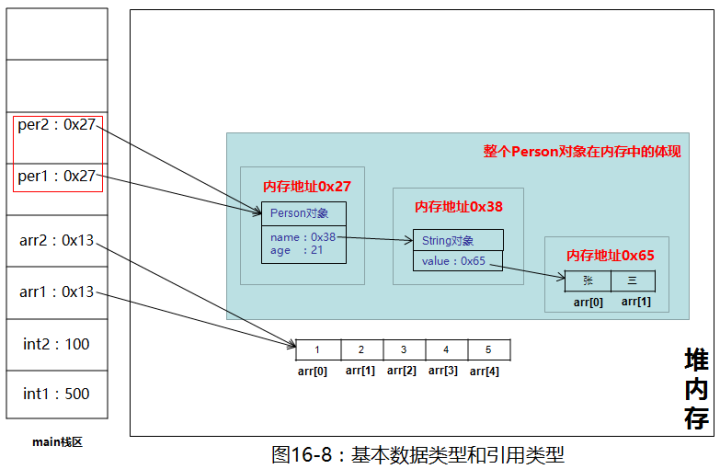 per2：0x27
per1：0x27
arr2：0x13
arr1：0x13
int2：100
int1：500
main栈区
整个Person对象在内存中的体现
内存地址0x27
Person对象
name：0x38
age ：21
内存地址0x38
String对象
value：0x65
内存地址0x65
张 三
arr[0] arr[1]
1 2 3 4 5
arr[0] arr[1] arr[2] arr[3] arr[4]
堆内存
图16-8：基本数据类型和引用类型